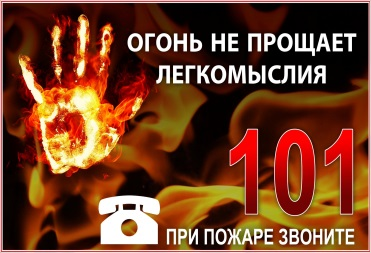 ОГОНЬ НЕ ПРОЩАЕТ
ЛЕГКОМЫСЛИЯ
101
ПРИ ПОЖАРЕ ЗВОНИТЕ